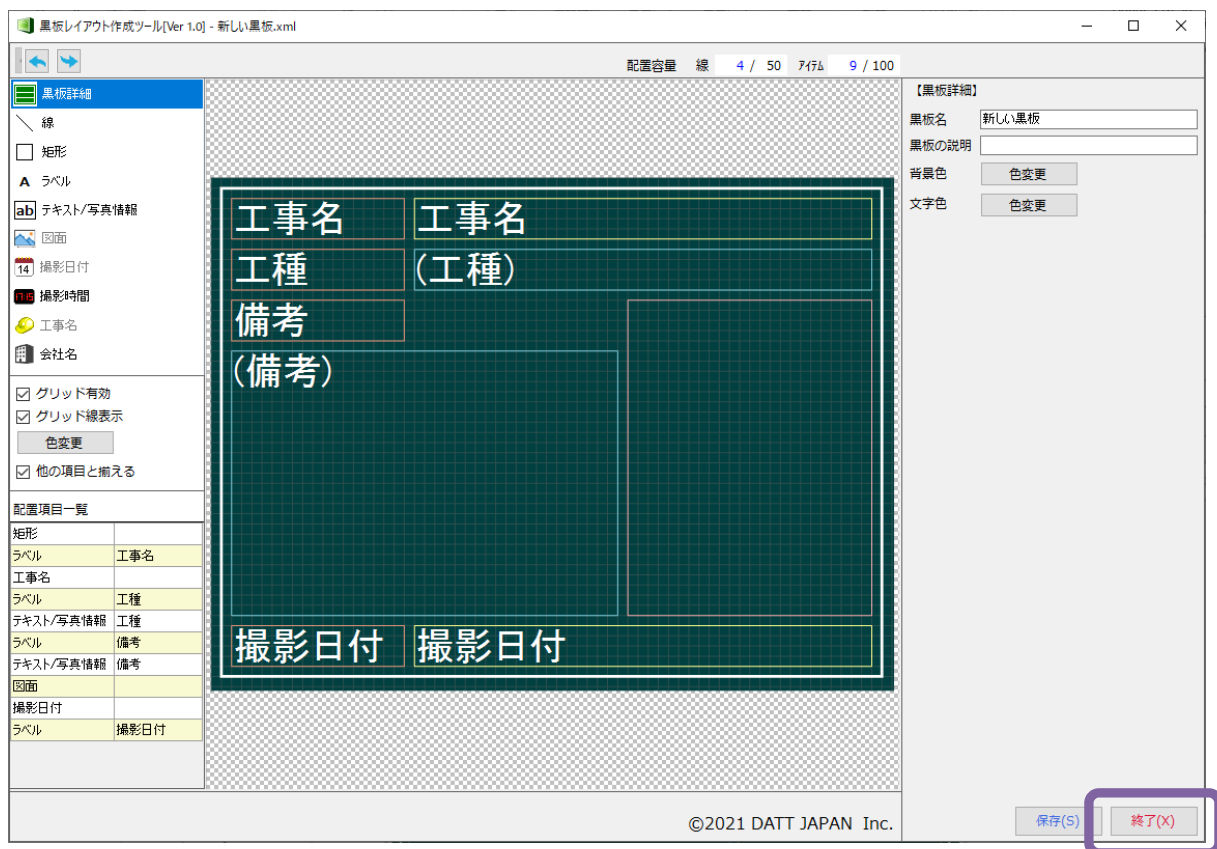 黒板レイアウト作成ツール[Ver 1.0] - 新しい黒板.xml
配置容量 線 4 / 50 ｱｲﾃﾑ 9 / 100
黒板詳細
線
矩形
A ラベル
ab テキスト/写真情報
図面
14 撮影日付
17:15 撮影時間
工事名
会社名
グリッド有効
グリッド線表示
色変更
他の項目と揃える
配置項目一覧
矩形
ラベル 工事名
工事名
ラベル 工種
テキスト/写真情報 工種
ラベル 備考
テキスト/写真情報 備考
図面
撮影日付
ラベル 撮影日付
工事名 工事名
工種 (工種)
備考
(備考)
撮影日付 撮影日付
©2021 DATT JAPAN Inc.
【黒板詳細】
黒板名 新しい黒板
黒板の説明
背景色 色変更
文字色 色変更
保存(S) 終了(X)